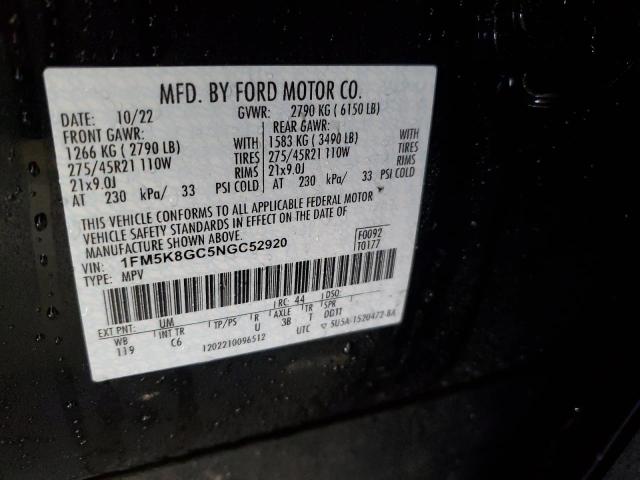 MFD. BY FORD MOTOR CO.
DATE: 10/22 GVWR: 2790 KG ( 6150 LB)
FRONT GAWR: REAR GAWR:
1266 KG ( 2790 LB) WITH 1583 KG ( 3490 LB) WITH
275/45R21 110W TIRES 275/45R21 110W TIRES
21x9.0J RIMS 21x9.0J RIMS
AT 230 kPa/ 33 PSI COLD AT 230 kPa/ 33 PSI COLD
THIS VEHICLE CONFORMS TO ALL APPLICABLE FEDERAL MOTOR
VEHICLE SAFETY STANDARDS IN EFFECT ON THE DATE OF
MANUFACTURE SHOWN ABOVE.
VIN: 1FM5K8GC5NGC52920 F0092
TYPE: MPV T0177
EXT PNT: UM RC: 44 DSO:
WB INT TR TP/PS R AXLE TR SPR
119 C6 U 3B T DGTT
1202210096512 UTC ▽ 5U5A-1520472-BA